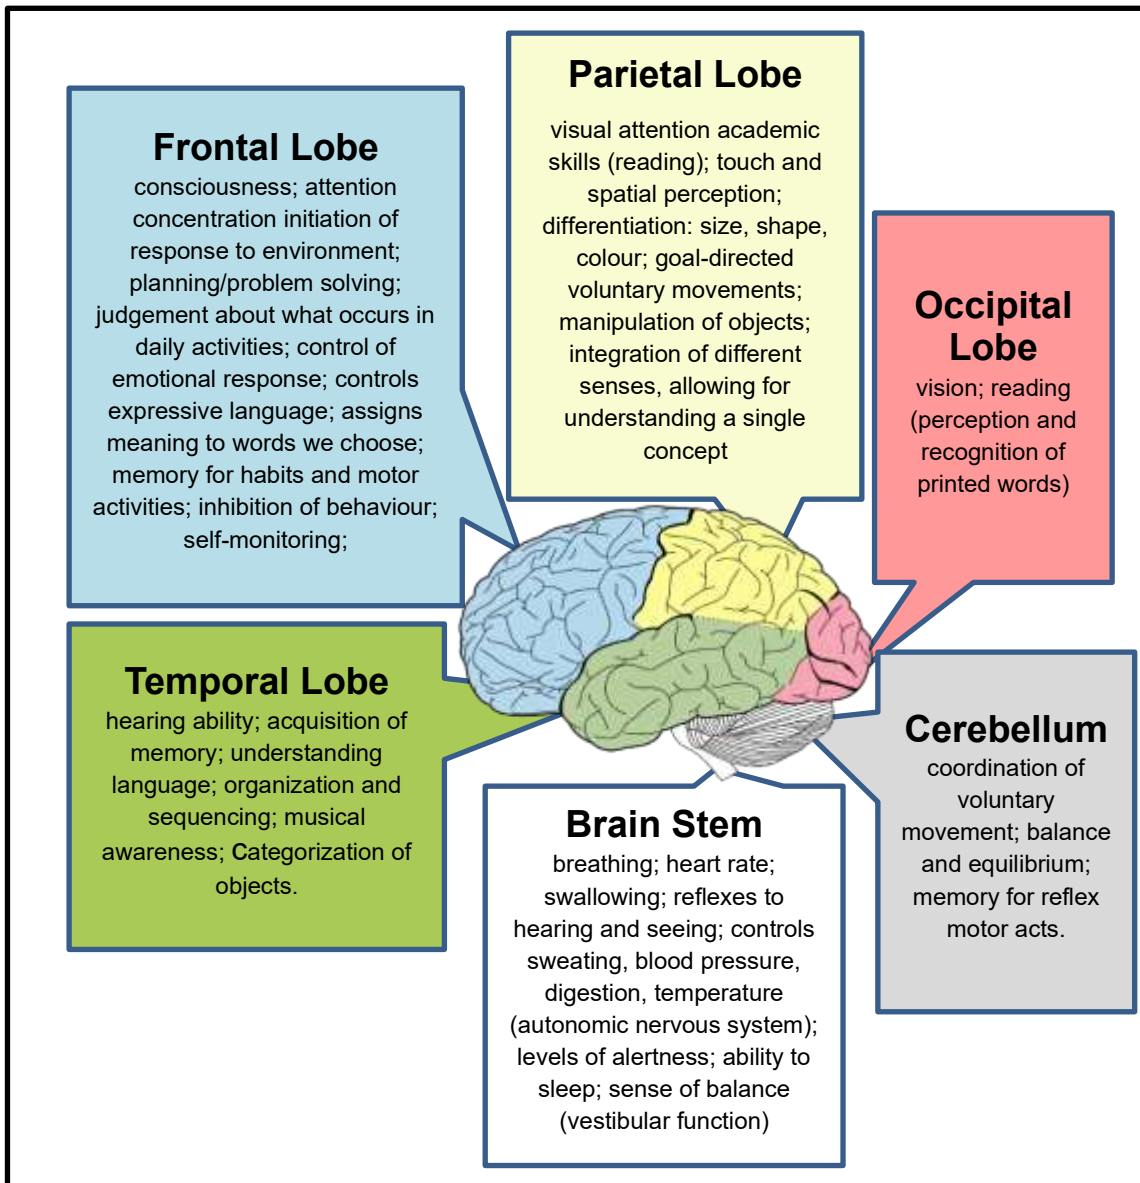 Frontal Lobe
consciousness; attention
concentration initiation of
response to environment;
planning/problem solving;
judgement about what occurs in
daily activities; control of
emotional response; controls
expressive language; assigns
meaning to words we choose;
memory for habits and motor
activities; inhibition of behaviour;
self-monitoring;
Parietal Lobe
visual attention academic
skills (reading); touch and
spatial perception;
differentiation: size, shape,
colour; goal-directed
voluntary movements;
manipulation of objects;
integration of different
senses, allowing for
understanding a single
concept
Occipital
Lobe
vision; reading
(perception and
recognition of
printed words)
Temporal Lobe
hearing ability; acquisition of
memory; understanding
language; organization and
sequencing; musical
awareness; Categorization of
objects.
Brain Stem
breathing; heart rate;
swallowing; reflexes to
hearing and seeing; controls
sweating, blood pressure,
digestion, temperature
(autonomic nervous system);
levels of alertness; ability to
sleep; sense of balance
(vestibular function)
Cerebellum
coordination of
voluntary
movement; balance
and equilibrium;
memory for reflex
motor acts.